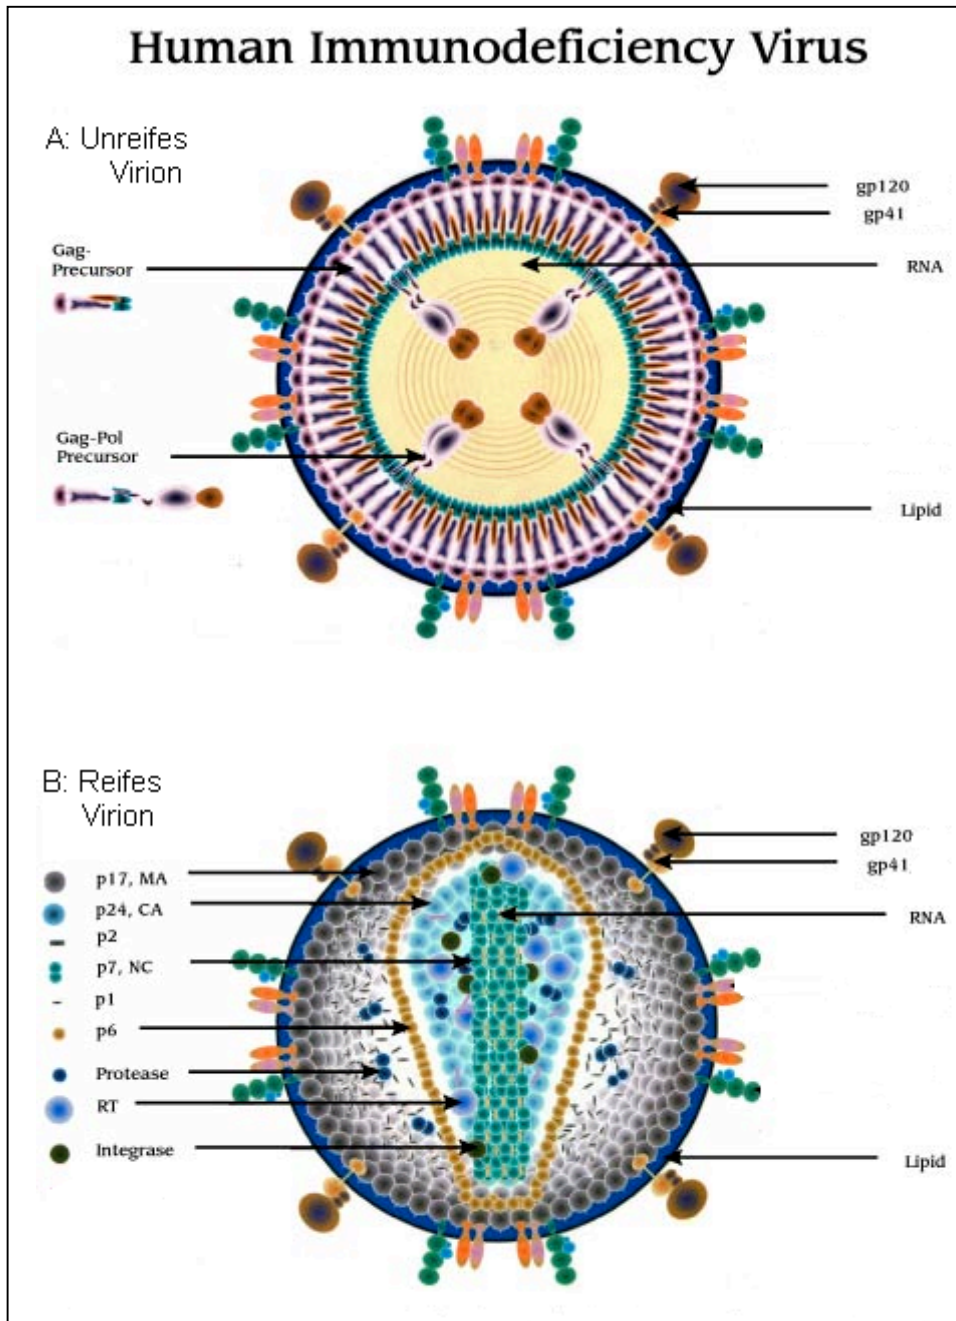 Human Immunodeficiency Virus
A: Unreifes
Virion
gp120
gp41
Gag-
Precursor
RNA
Gag-Pol
Precursor
Lipid
B: Reifes
Virion
gp120
gp41
p17, MA
p24, CA
RNA
p2
p7, NC
p1
p6
Protease
RT
Integrase
Lipid